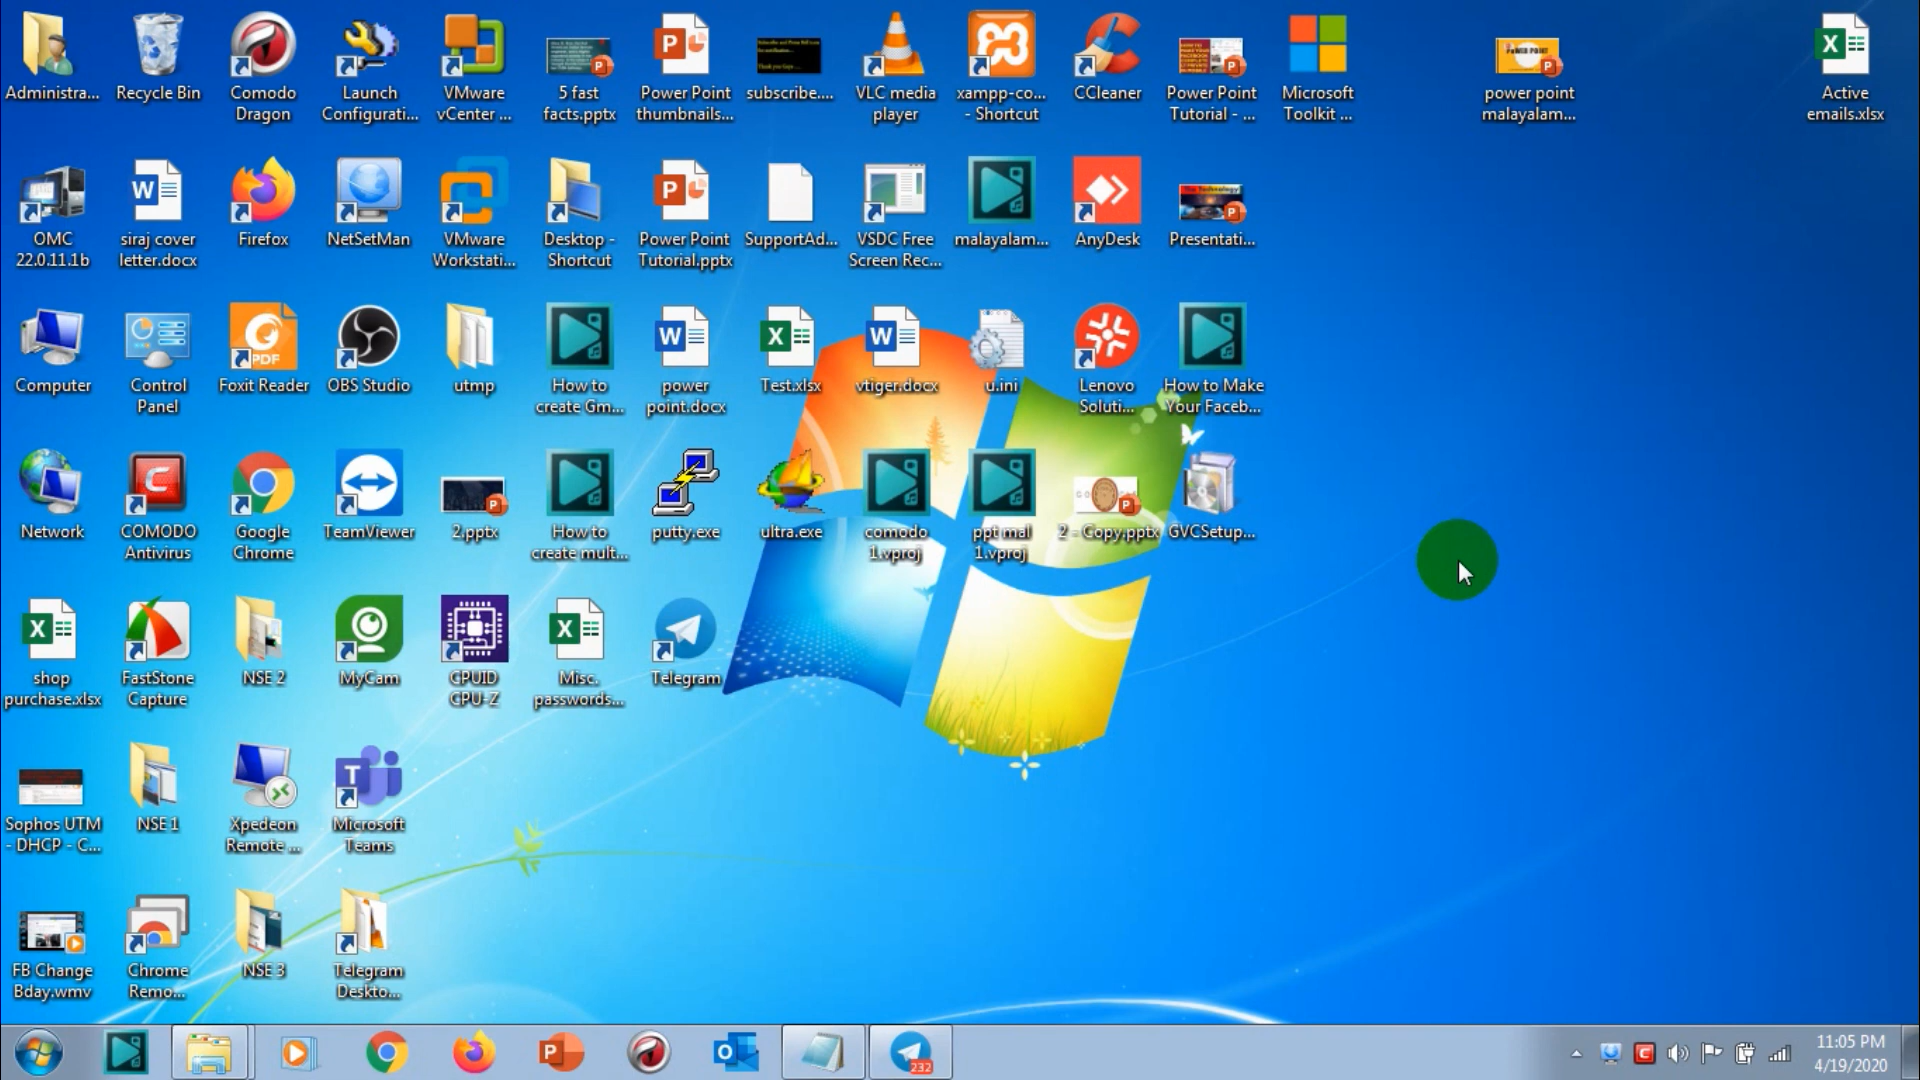 Administra...
Recycle Bin
Comodo
Dragon
Launch
Configurati...
VMware
vCenter ...
5 fast
facts.pptx
Power Point
thumbnails...
subscribe....
VLC media
player
xampp-co...
- Shortcut
CCleaner
Power Point
Tutorial - ...
Microsoft
Toolkit ...
POWER POINT
power point
malayalam...
Active
emails.xlsx
OMC
22.0.11.1b
siraj cover
letter.docx
Firefox
NetSetMan
VMware
Workstati...
Desktop -
Shortcut
Power Point
Tutorial.pptx
SupportAd...
VSDC Free
Screen Rec...
malayalam...
AnyDesk
Presentati...
Computer
Control
Panel
PDF
Foxit Reader
OBS Studio
utmp
How to
create Gm...
power
point.docx
Test.xlsx
vtiger.docx
u.ini
Lenovo
Soluti...
How to Make
Your Faceb...
Network
COMODO
Antivirus
Google
Chrome
TeamViewer
2.pptx
How to
create mult...
putty.exe
ultra.exe
comodo
1.vproj
ppt mal
1.vproj
2 - Copy.pptx
GVCSetup...
shop
purchase.xlsx
FastStone
Capture
NSE 2
MyCam
CPUID
CPU-Z
Misc.
passwords...
Telegram
Sophos UTM
- DHCP - C...
NSE 1
Xpedeon
Remote ...
Microsoft
Teams
FB Change
Bday.wmv
Chrome
Remo...
NSE 3
Telegram
Deskto...
232
11:05 PM
4/19/2020